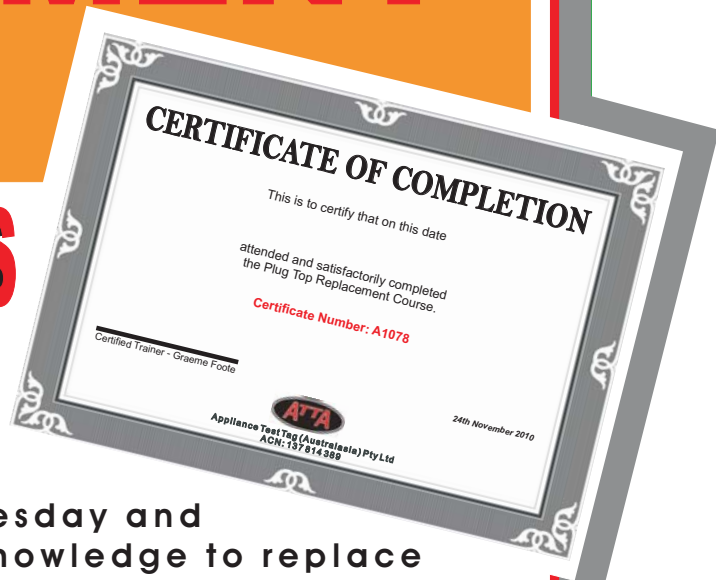 MENT
S
CERTIFICATE OF COMPLETION
This is to certify that on this date
attended and satisfactorily completed
the Plug Top Replacement Course.
Certificate Number: A1078
Certified Trainer - Graeme Foote
ATTA
Appliance Test Tag (Australasia) Pty Ltd
ACN: 137 814 389
24th November 2010
esday and
nowledge to replace